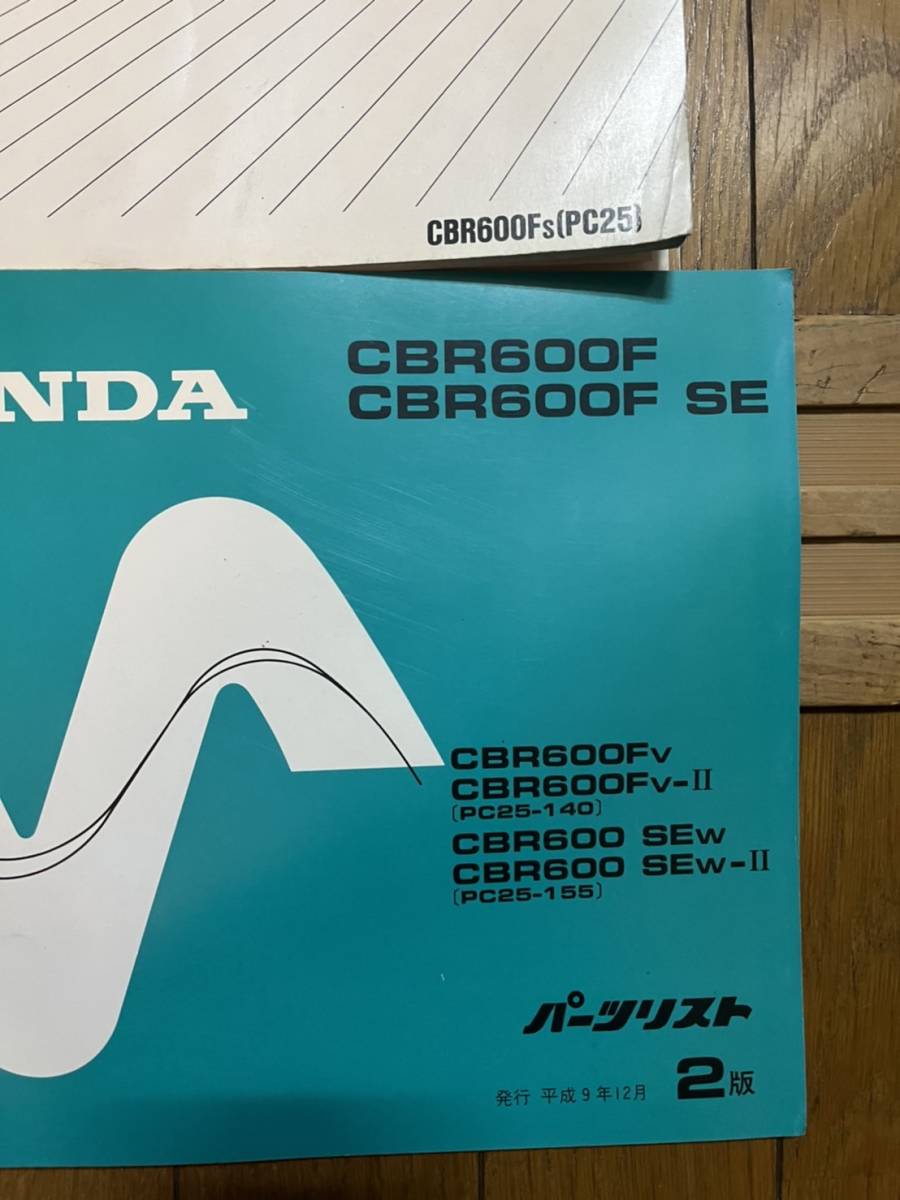 CBR600Fs(PC25)
NDA
CBR600F
CBR600F SE
CBR600Fv
CBR600Fv-II
〔PC25-140〕
CBR600 SEw
CBR600 SEw-II
〔PC25-155〕
パーツリスト
発行 平成9年12月 2版